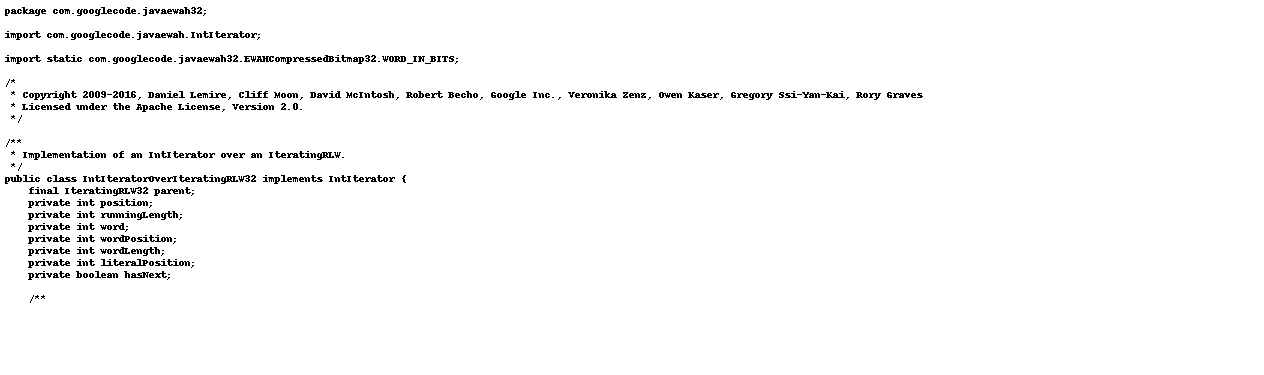 package com.googlecode.javaewah32;

import com.googlecode.javaewah.IntIterator;

import static com.googlecode.javaewah32.EWAHCompressedBitmap32.WORD_IN_BITS;

/*
 * Copyright 2009-2016, Daniel Lemire, Cliff Moon, David McIntosh, Robert Becho, Google Inc., Veronika Zenz, Owen Kaser, Gregory Ssi-Yan-Kai, Rory Graves
 * Licensed under the Apache License, Version 2.0.
 */

/**
 * Implementation of an IntIterator over an IteratingRLW.
 */
public class IntIteratorOverIteratingRLW32 implements IntIterator {
    final IteratingRLW32 parent;
    private int position;
    private int runningLength;
    private int word;
    private int wordPosition;
    private int wordLength;
    private int literalPosition;
    private boolean hasNext;

    /**